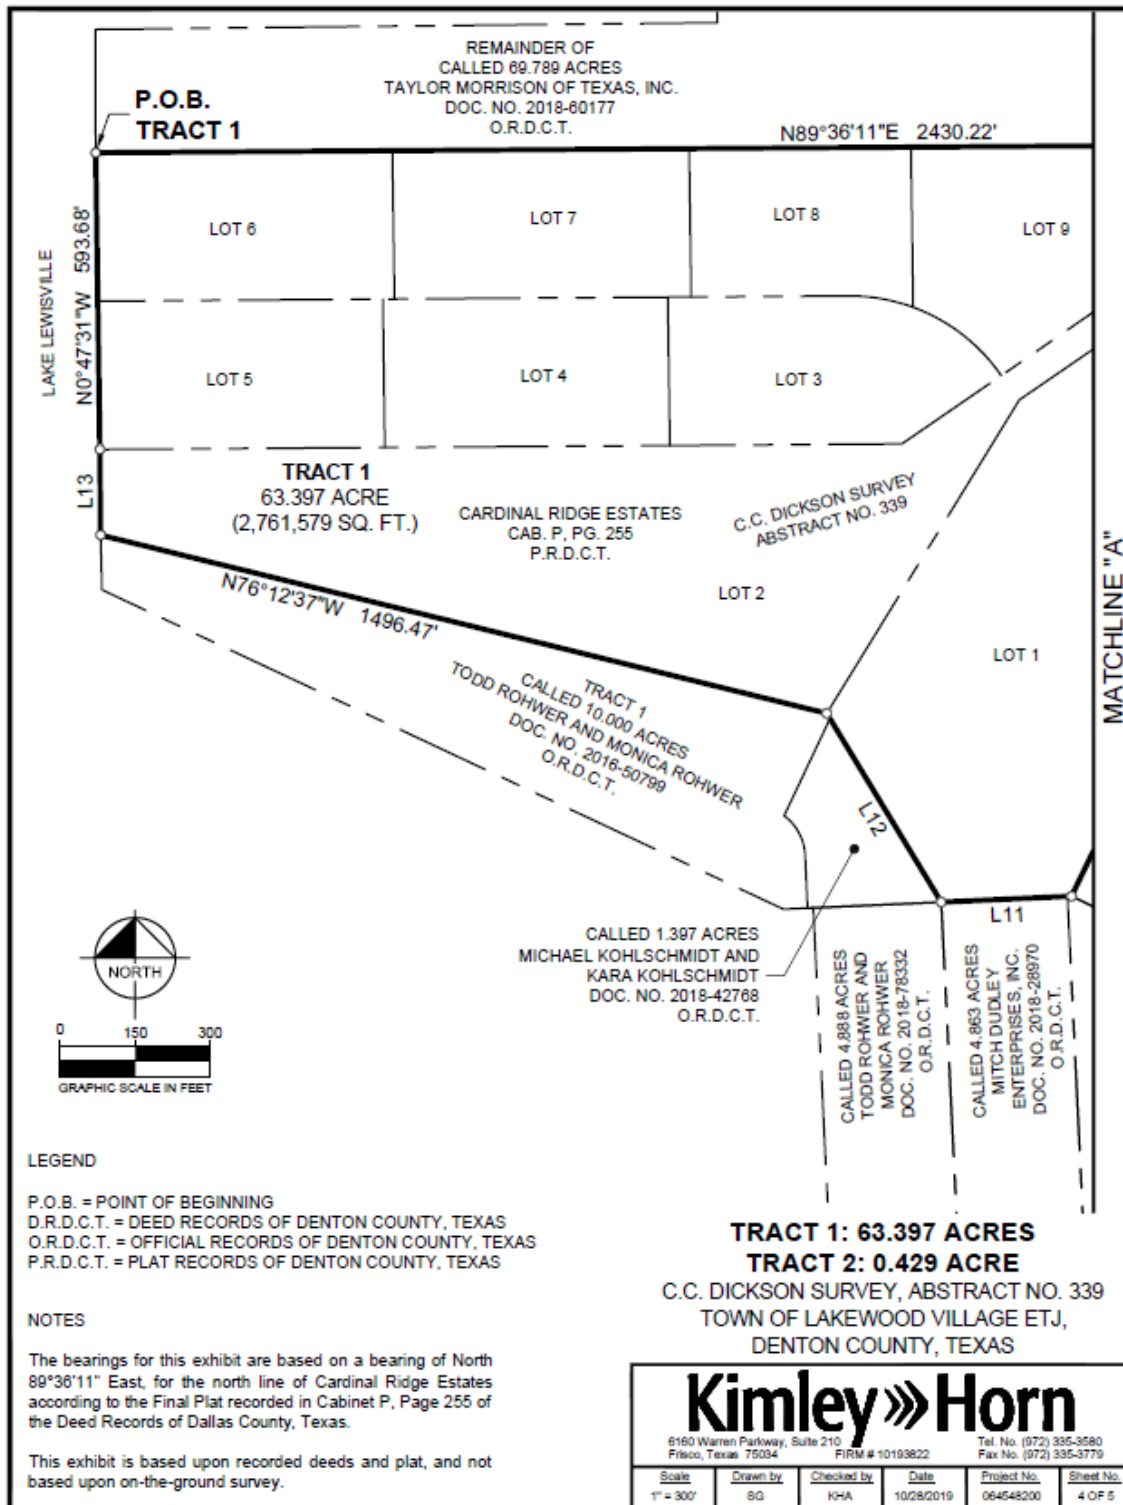 REMAINDER OF
CALLED 69.789 ACRES
TAYLOR MORRISON OF TEXAS, INC.
DOC. NO. 2018-60177
O.R.D.C.T.
P.O.B.
TRACT 1
N89°36'11"E 2430.22'
LOT 6
LOT 7
LOT 8
LOT 9
LAKE LEWISVILLE
N0°47'31"W 593.68'
LOT 5
LOT 4
LOT 3
L13
TRACT 1
63.397 ACRE
(2,761,579 SQ. FT.)
CARDINAL RIDGE ESTATES
CAB. P, PG. 255
P.R.D.C.T.
C.C. DICKSON SURVEY
ABSTRACT NO. 339
N76°12'37"W 1496.47'
LOT 2
LOT 1
MATCHLINE "A"
TRACT 1
CALLED 10.000 ACRES
TODD ROHWER AND MONICA ROHWER
DOC. NO. 2016-50799
O.R.D.C.T.
L12
L11
CALLED 1.397 ACRES
MICHAEL KOHLSCHMIDT AND
KARA KOHLSCHMIDT
DOC. NO. 2018-42768
O.R.D.C.T.
CALLED 4.888 ACRES
TODD ROHWER AND
MONICA ROHWER
DOC. NO. 2018-78332
O.R.D.C.T.
CALLED 4.863 ACRES
MITCH DUDLEY
ENTERPRISES, INC.
DOC. NO. 2018-28970
O.R.D.C.T.
NORTH
0 150 300
GRAPHIC SCALE IN FEET
LEGEND
P.O.B. = POINT OF BEGINNING
D.R.D.C.T. = DEED RECORDS OF DENTON COUNTY, TEXAS
O.R.D.C.T. = OFFICIAL RECORDS OF DENTON COUNTY, TEXAS
P.R.D.C.T. = PLAT RECORDS OF DENTON COUNTY, TEXAS
NOTES
The bearings for this exhibit are based on a bearing of North
89°36'11" East, for the north line of Cardinal Ridge Estates
according to the Final Plat recorded in Cabinet P, Page 255 of
the Deed Records of Dallas County, Texas.
This exhibit is based upon recorded deeds and plat, and not
based upon on-the-ground survey.
TRACT 1: 63.397 ACRES
TRACT 2: 0.429 ACRE
C.C. DICKSON SURVEY, ABSTRACT NO. 339
TOWN OF LAKEWOOD VILLAGE ETJ,
DENTON COUNTY, TEXAS
Kimley»Horn
6160 Warren Parkway, Suite 210
Frisco, Texas 75034
FIRM # 10193822
Tel. No. (972) 335-3580
Fax No. (972) 335-3779
Scale Drawn by Checked by Date Project No. Sheet No.
1" = 300' SG KHA 10/28/2019 064548200 4 OF 5